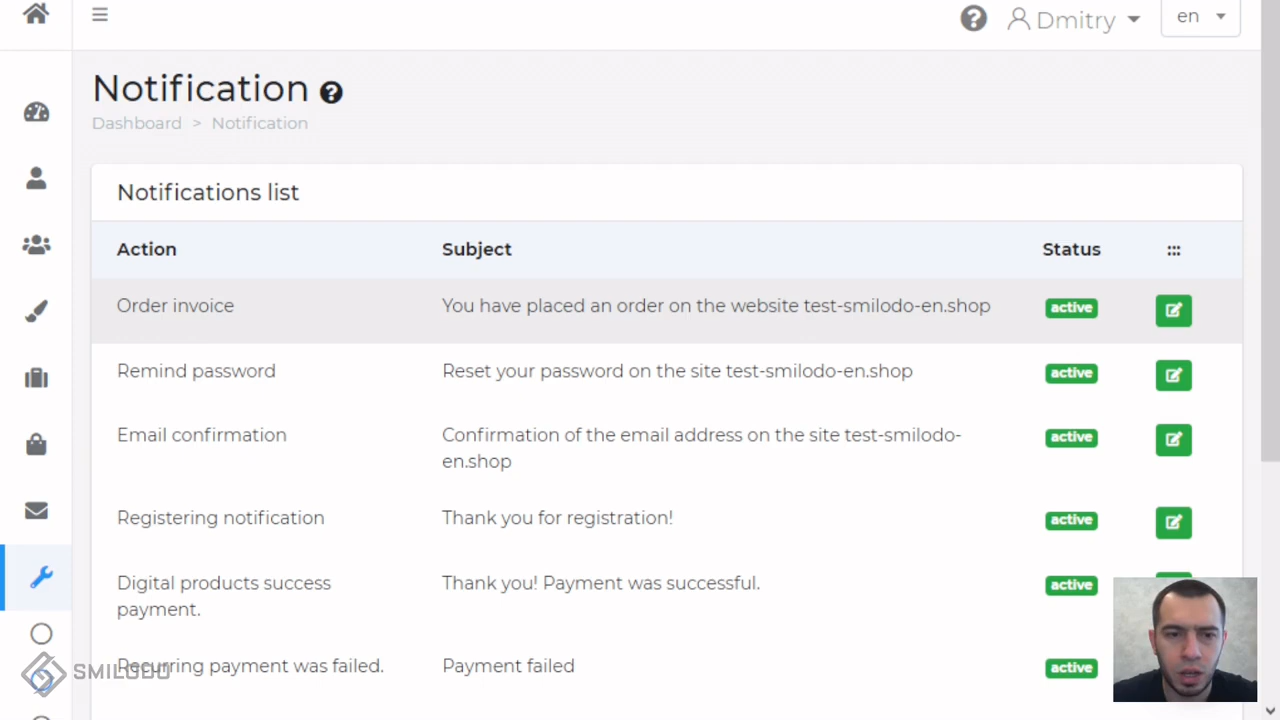 Dmitry
en
Notification
Dashboard > Notification
Notifications list
Action Subject Status :::
Order invoice You have placed an order on the website test-smilodo-en.shop active
Remind password Reset your password on the site test-smilodo-en.shop active
Email confirmation Confirmation of the email address on the site test-smilodo-
en.shop active
Registering notification Thank you for registration! active
Digital products success Thank you! Payment was successful. active
payment.
Recurring payment was failed. Payment failed active
SMILODO